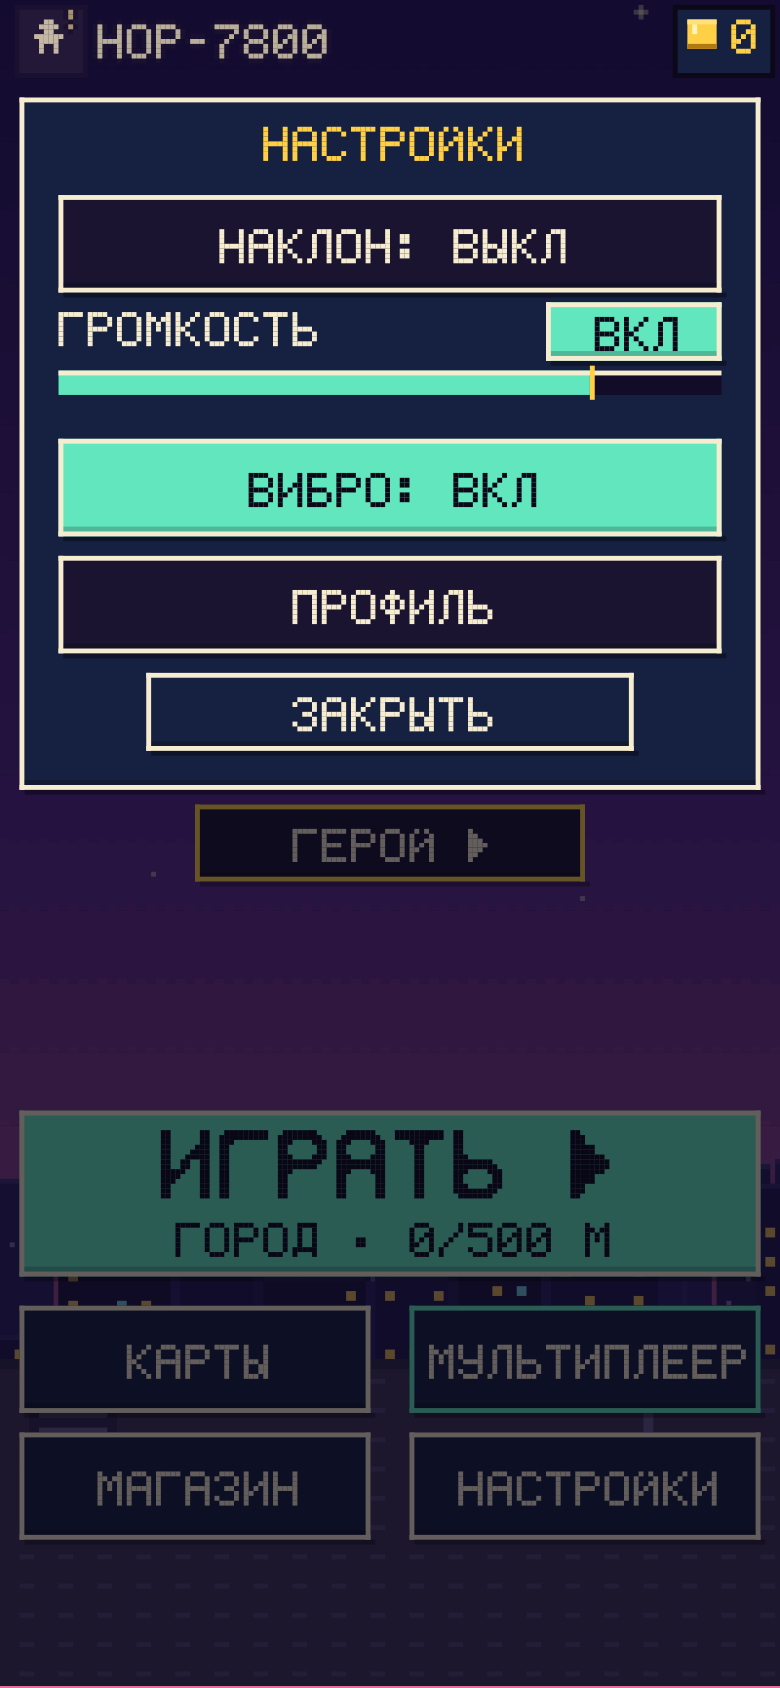 HOP-7800
0
НАСТРОЙКИ
НАКЛОН: ВЫКЛ
ГРОМКОСТЬ
ВКЛ
ВИБРО: ВКЛ
ПРОФИЛЬ
ЗАКРЫТЬ
ГЕРОЙ
ИГРАТЬ
ГОРОД · 0/500 М
КАРТЫ
МУЛЬТИПЛЕЕР
МАГАЗИН
НАСТРОЙКИ